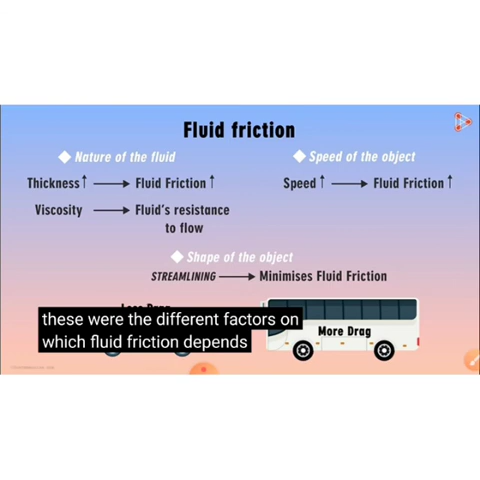 Fluid friction
Nature of the fluid
Speed of the object
Thickness↑ → Fluid Friction↑
Speed↑ → Fluid Friction↑
Viscosity → Fluid's resistance
to flow
Shape of the object
STREAMLINING → Minimises Fluid Friction
More Drag
these were the different factors on
which fluid friction depends